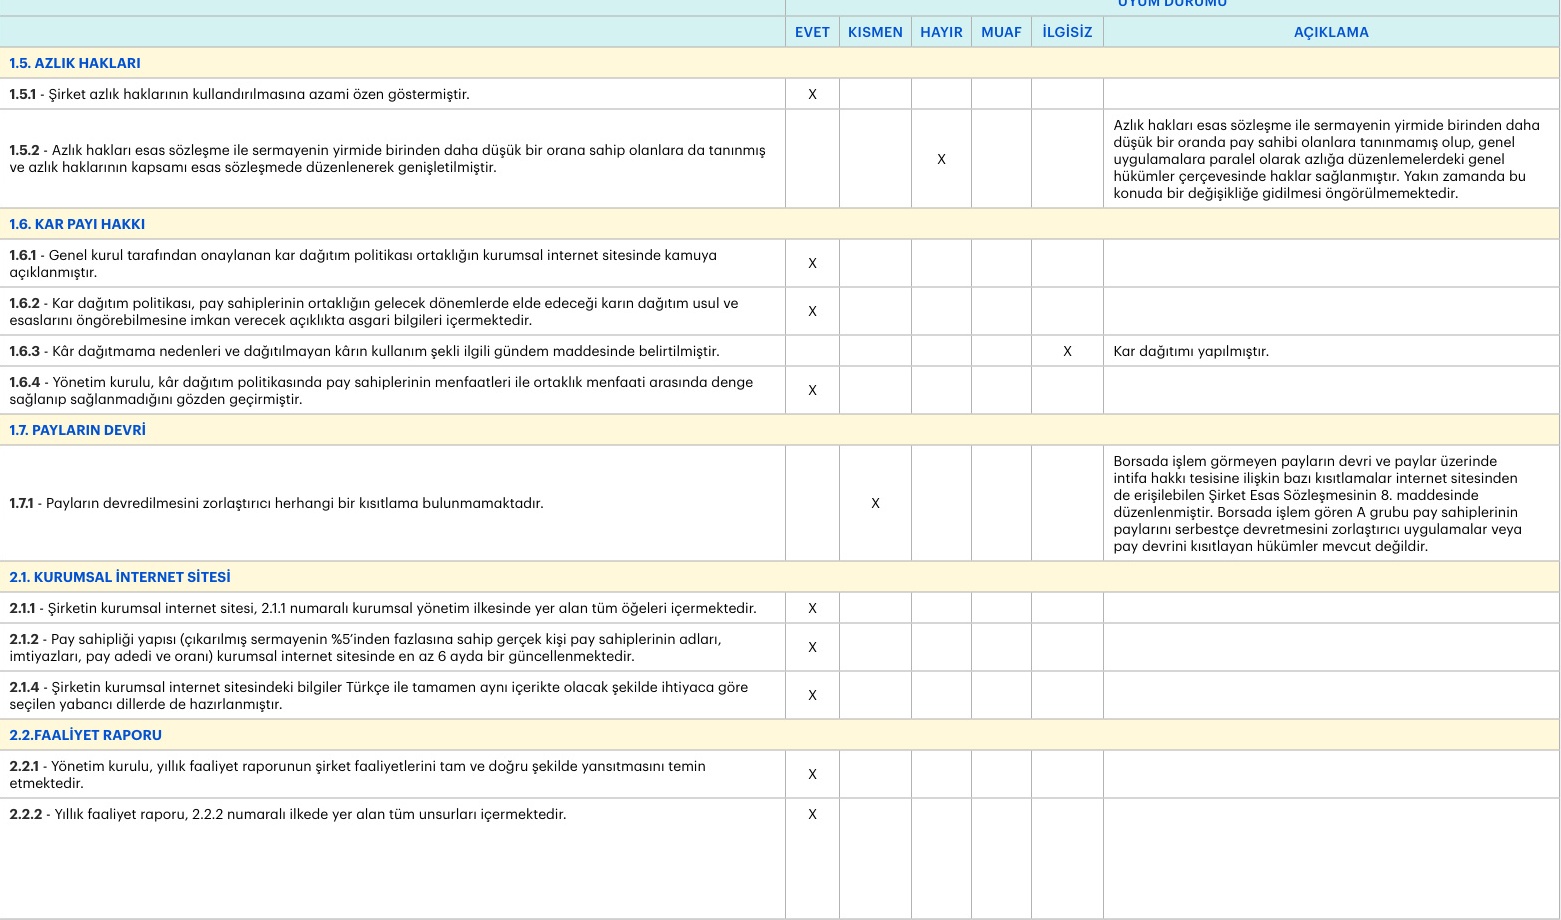 UYUM DURUMU
EVET KISMEN HAYIR MUAF İLGİSİZ AÇIKLAMA
1.5. AZLIK HAKLARI
1.5.1 - Şirket azlık haklarının kullandırılmasına azami özen göstermiştir. X
1.5.2 - Azlık hakları esas sözleşme ile sermayenin yirmide birinden daha düşük bir orana sahip olanlara da tanınmış
ve azlık haklarının kapsamı esas sözleşmede düzenlenerek genişletilmiştir.
X
Azlık hakları esas sözleşme ile sermayenin yirmide birinden daha
düşük bir oranda pay sahibi olanlara tanınmamış olup, genel
uygulamalara paralel olarak azlığa düzenlemelerdeki genel
hükümler çerçevesinde haklar sağlanmıştır. Yakın zamanda bu
konuda bir değişikliğe gidilmesi öngörülmemektedir.
1.6. KAR PAYI HAKKI
1.6.1 - Genel kurul tarafından onaylanan kar dağıtım politikası ortaklığın kurumsal internet sitesinde kamuya
açıklanmıştır.
X
1.6.2 - Kar dağıtım politikası, pay sahiplerinin ortaklığın gelecek dönemlerde elde edeceği karın dağıtım usul ve
esaslarını öngörebilmesine imkan verecek açıklıkta asgari bilgileri içermektedir.
X
1.6.3 - Kâr dağıtmama nedenleri ve dağıtılmayan kârın kullanım şekli ilgili gündem maddesinde belirtilmiştir. X Kar dağıtımı yapılmıştır.
1.6.4 - Yönetim kurulu, kâr dağıtım politikasında pay sahiplerinin menfaatleri ile ortaklık menfaati arasında denge
sağlanıp sağlanmadığını gözden geçirmiştir.
X
1.7. PAYLARIN DEVRİ
1.7.1 - Payların devredilmesini zorlaştırıcı herhangi bir kısıtlama bulunmamaktadır. X
Borsada işlem görmeyen payların devri ve paylar üzerinde
intifa hakkı tesisine ilişkin bazı kısıtlamalar internet sitesinden
de erişilebilen Şirket Esas Sözleşmesinin 8. maddesinde
düzenlenmiştir. Borsada işlem gören A grubu pay sahiplerinin
paylarını serbestçe devretmesini zorlaştırıcı uygulamalar veya
pay devrini kısıtlayan hükümler mevcut değildir.
2.1. KURUMSAL İNTERNET SİTESİ
2.1.1 - Şirketin kurumsal internet sitesi, 2.1.1 numaralı kurumsal yönetim ilkesinde yer alan tüm öğeleri içermektedir. X
2.1.2 - Pay sahipliği yapısı (çıkarılmış sermayenin %5’inden fazlasına sahip gerçek kişi pay sahiplerinin adları,
imtiyazları, pay adedi ve oranı) kurumsal internet sitesinde en az 6 ayda bir güncellenmektedir.
X
2.1.4 - Şirketin kurumsal internet sitesindeki bilgiler Türkçe ile tamamen aynı içerikte olacak şekilde ihtiyaca göre
seçilen yabancı dillerde de hazırlanmıştır.
X
2.2.FAALİYET RAPORU
2.2.1 - Yönetim kurulu, yıllık faaliyet raporunun şirket faaliyetlerini tam ve doğru şekilde yansıtmasını temin
etmektedir.
X
2.2.2 - Yıllık faaliyet raporu, 2.2.2 numaralı ilkede yer alan tüm unsurları içermektedir. X